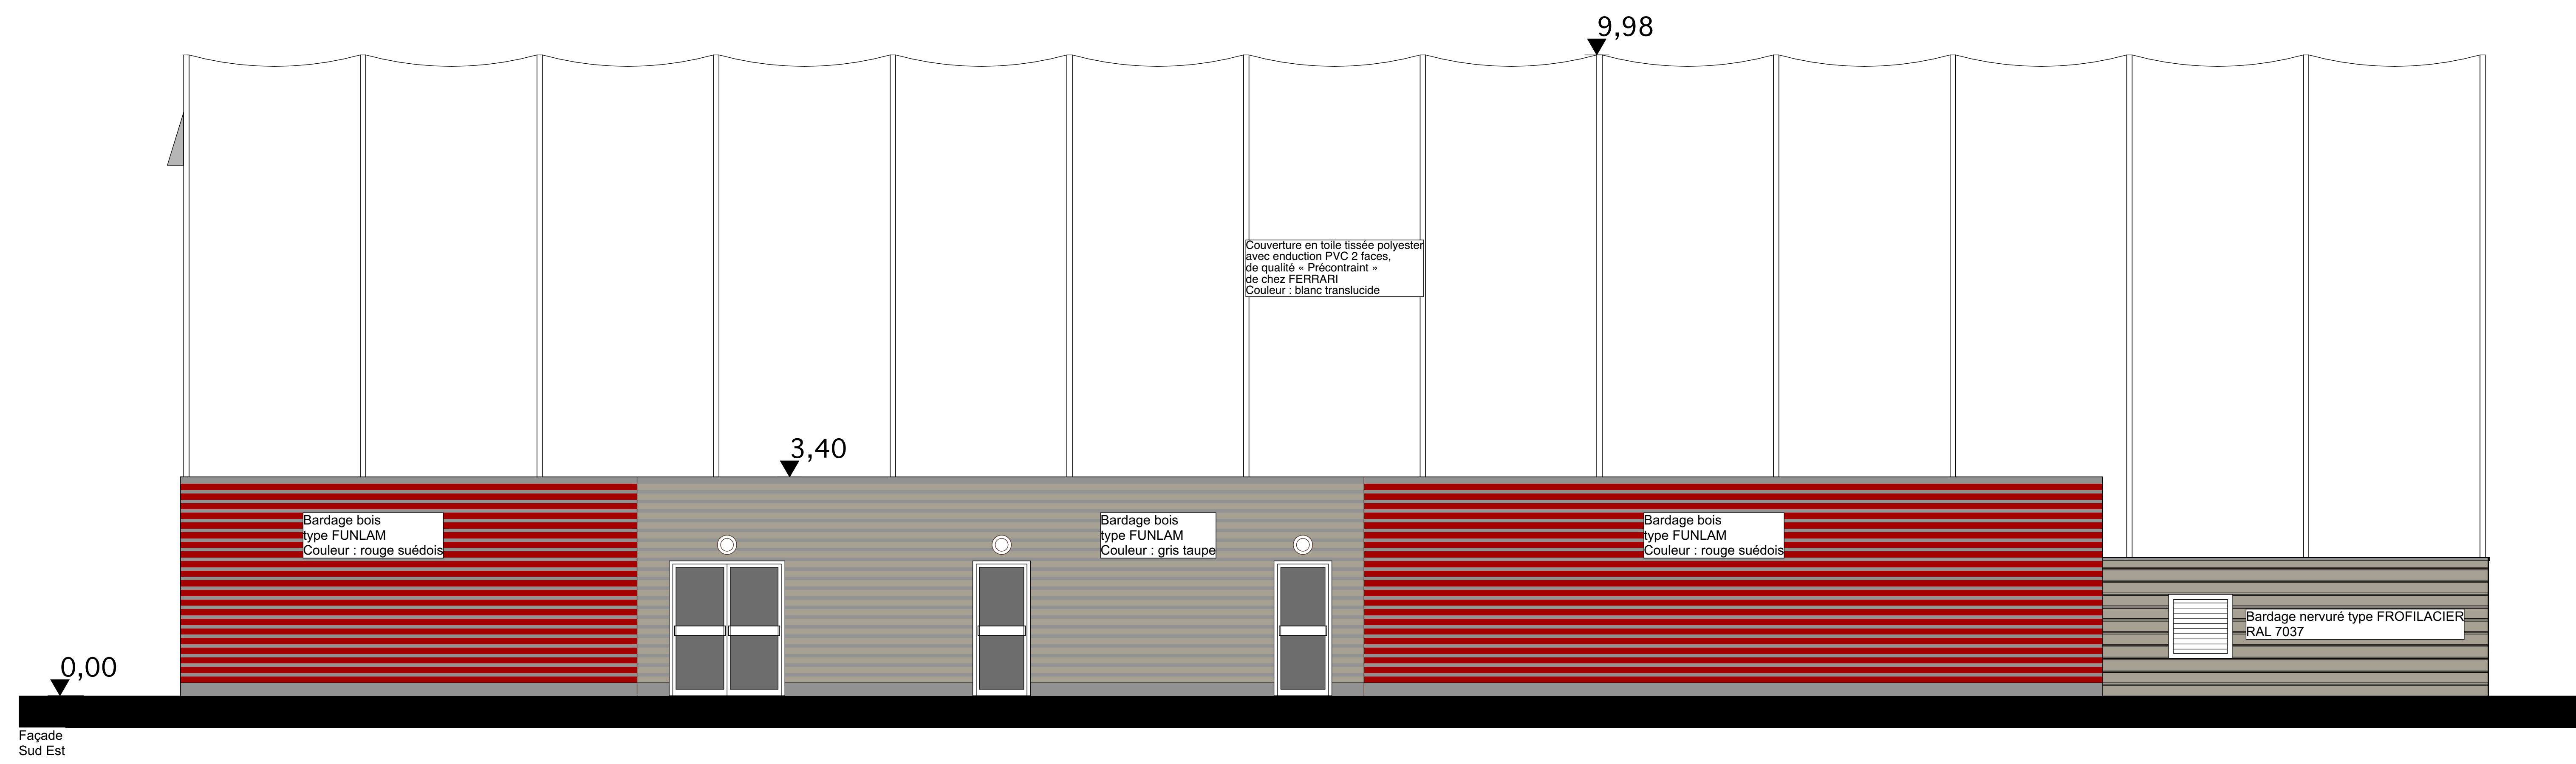 9,98
Couverture en toile tissée polyester
avec enduction PVC 2 faces,
de qualité « Précontraint »
de chez FERRARI
Couleur : blanc translucide
3,40
Bardage bois
type FUNLAM
Couleur : rouge suédois
Bardage bois
type FUNLAM
Couleur : gris taupe
Bardage bois
type FUNLAM
Couleur : rouge suédois
Bardage nervuré type FROFILACIER
RAL 7037
0,00
Façade
Sud Est